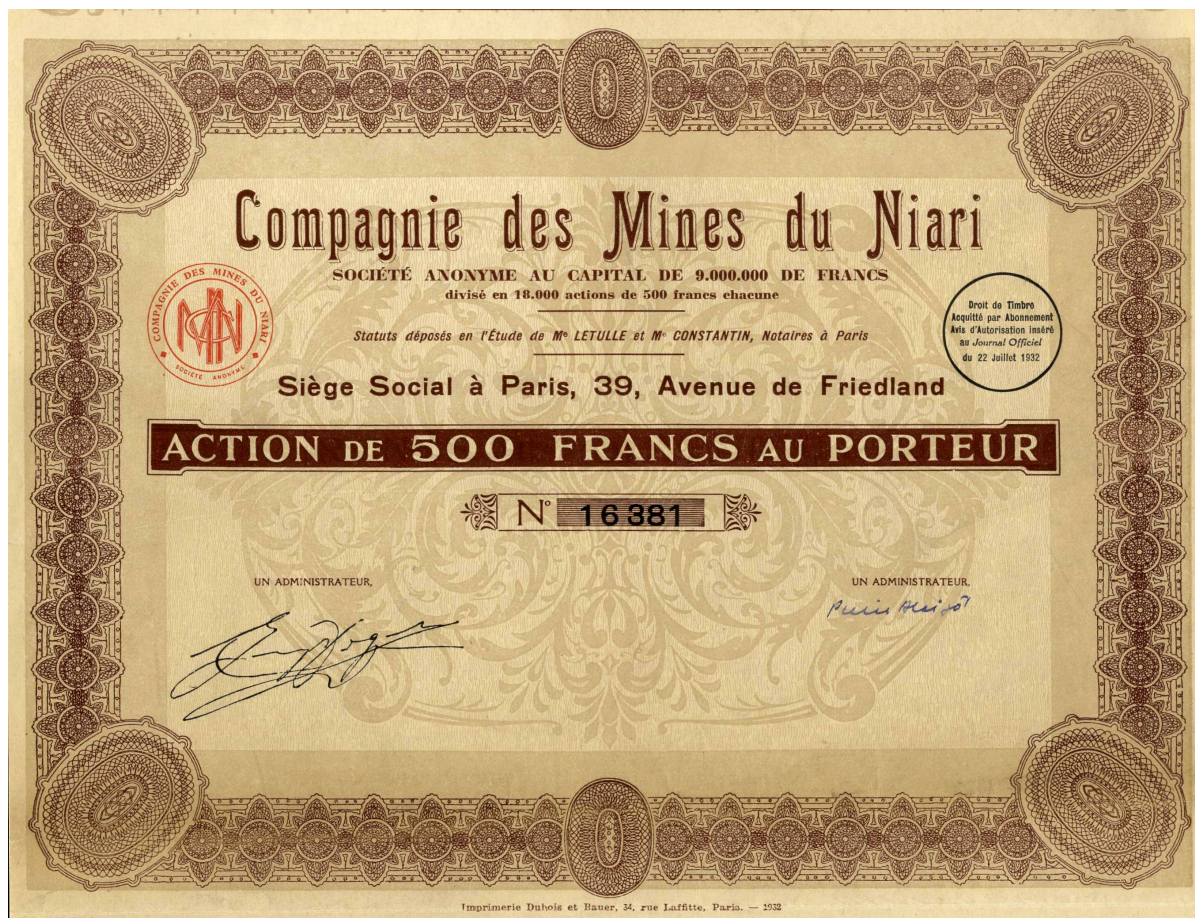 Compagnie des Mines du Niari
SOCIÉTÉ ANONYME AU CAPITAL DE 9.000.000 DE FRANCS
divisé en 18.000 actions de 500 francs chacune
Statuts déposés en l'Étude de Me LETULLE et Me CONSTANTIN, Notaires à Paris
COMPAGNIE DES MINES DU NIARI
SOCIÉTÉ ANONYME
Droit de Timbre
Acquitté par Abonnement
Avis d'Autorisation inséré
au Journal Officiel
du 22 Juillet 1932
Siège Social à Paris, 39, Avenue de Friedland
ACTION DE 500 FRANCS AU PORTEUR
No 16381
UN ADMINISTRATEUR,
UN ADMINISTRATEUR,
Imprimerie Dubois et Bauer, 34, rue Laffitte, Paris. — 1932